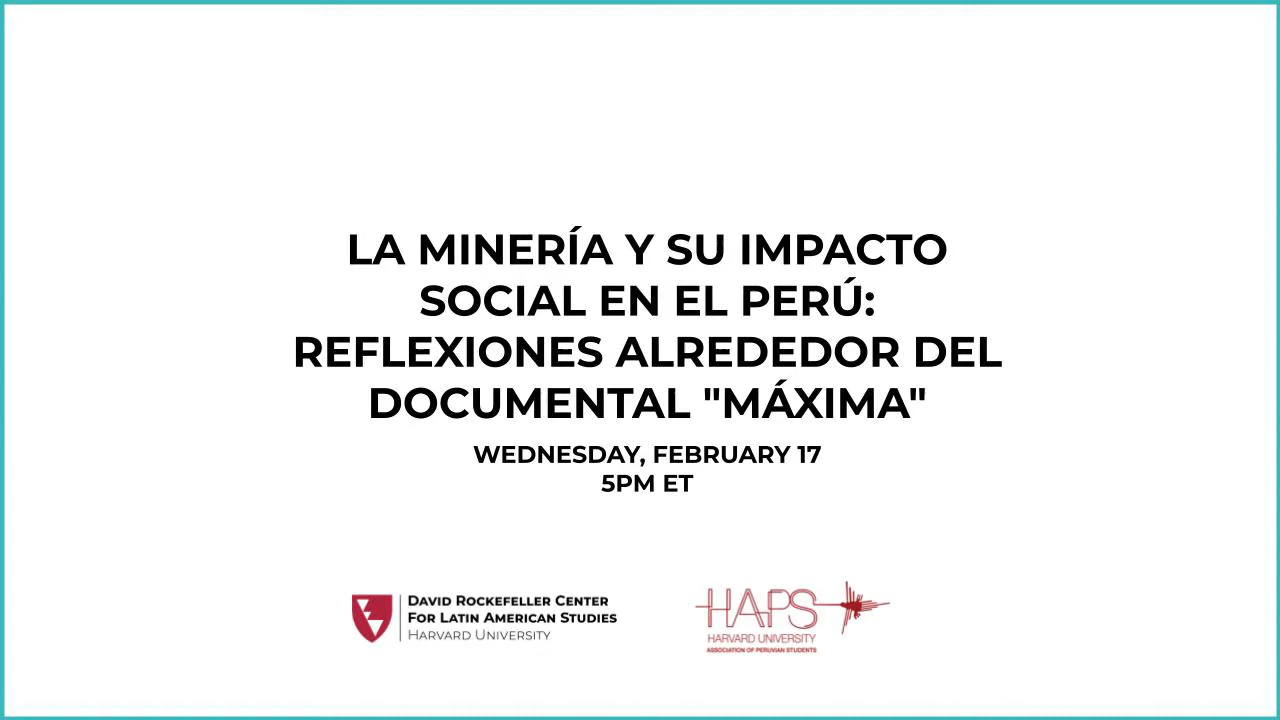 LA MINERÍA Y SU IMPACTO
SOCIAL EN EL PERÚ:
REFLEXIONES ALREDEDOR DEL
DOCUMENTAL "MÁXIMA"
WEDNESDAY, FEBRUARY 17
5PM ET
DAVID ROCKEFELLER CENTER
FOR LATIN AMERICAN STUDIES
HARVARD UNIVERSITY
HAPS
HARVARD UNIVERSITY
ASSOCIATION OF PERUVIAN STUDENTS